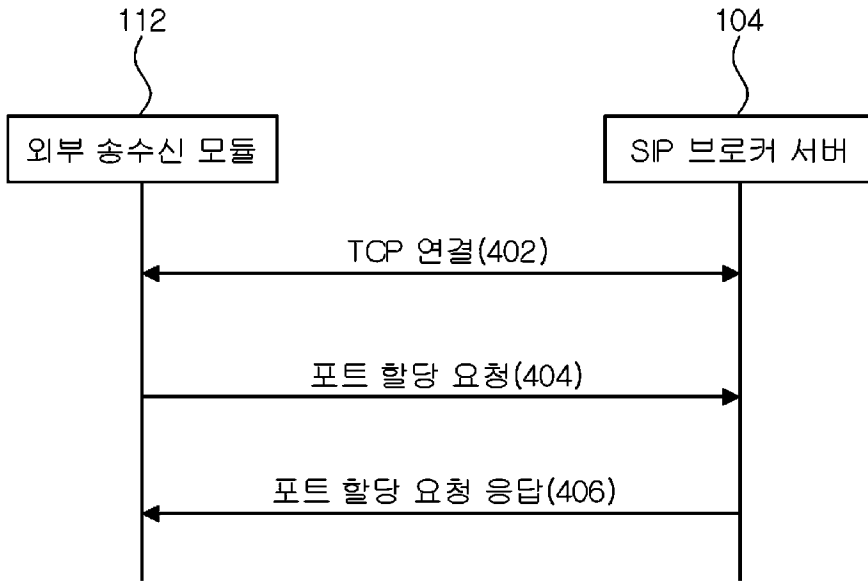 112
104
외부 송수신 모듈
SIP 브로커 서버
TCP 연결(402)
포트 할당 요청(404)
포트 할당 요청 응답(406)